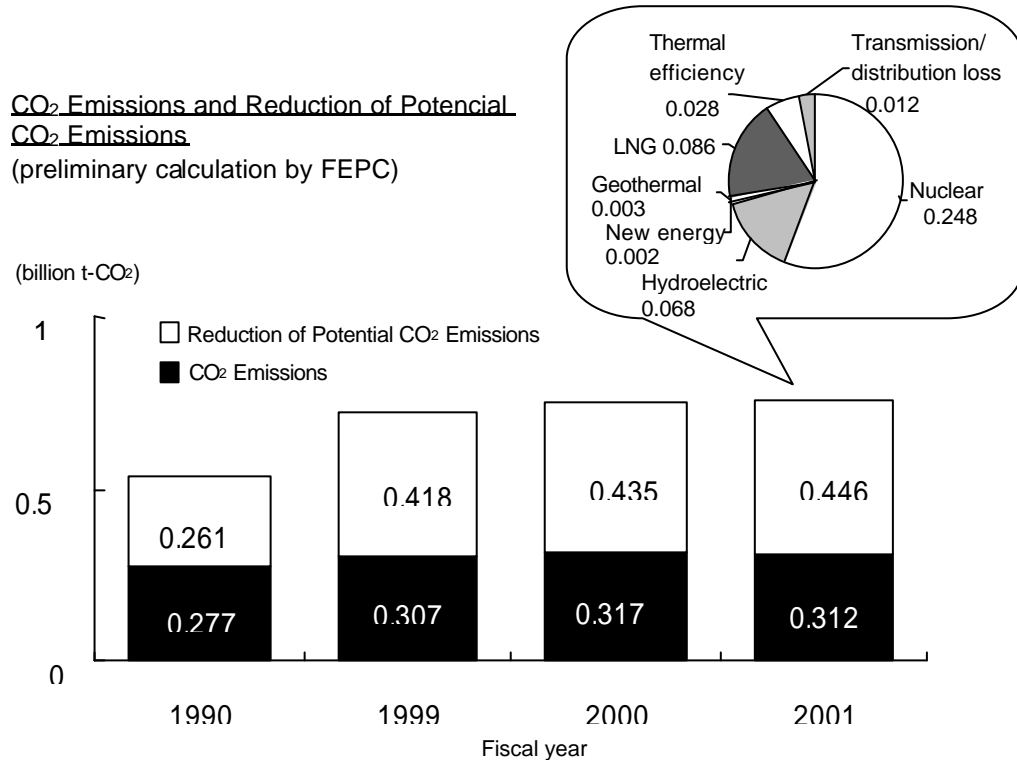 CO2 Emissions and Reduction of Potencial
CO2 Emissions
(preliminary calculation by FEPC)
Thermal
efficiency
0.028
Transmission/
distribution loss
0.012
LNG 0.086
Geothermal
0.003
New energy
0.002
Hydroelectric
0.068
Nuclear
0.248
(billion t-CO2)
1
0.5
0
Reduction of Potential CO2 Emissions
CO2 Emissions
0.261
0.418
0.435
0.446
0.277
0.307
0.317
0.312
1990
1999
2000
2001
Fiscal year